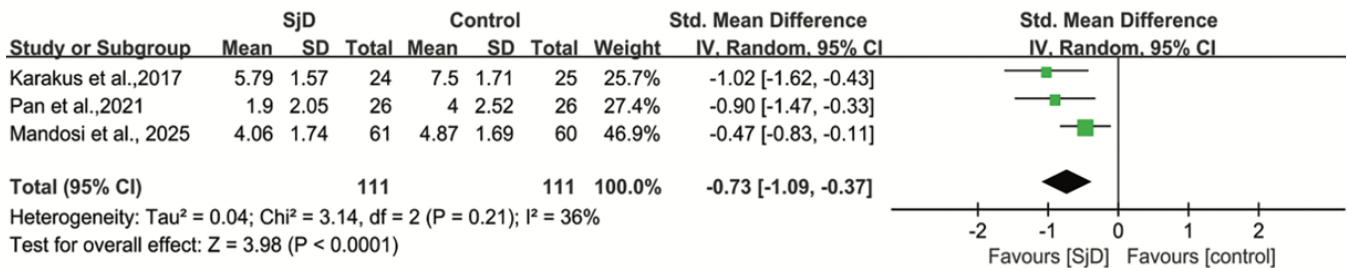 SjD Control Std. Mean Difference Std. Mean Difference
Study or Subgroup Mean SD Total Mean SD Total Weight IV, Random, 95% CI IV, Random, 95% CI
Karakus et al.,2017 5.79 1.57 24 7.5 1.71 25 25.7% -1.02 [-1.62, -0.43]
Pan et al.,2021 1.9 2.05 26 4 2.52 26 27.4% -0.90 [-1.47, -0.33]
Mandosi et al., 2025 4.06 1.74 61 4.87 1.69 60 46.9% -0.47 [-0.83, -0.11]
Total (95% CI) 111 111 100.0% -0.73 [-1.09, -0.37]
Heterogeneity: Tau² = 0.04; Chi² = 3.14, df = 2 (P = 0.21); I² = 36%
Test for overall effect: Z = 3.98 (P < 0.0001)
-2 -1 0 1 2
Favours [SjD] Favours [control]